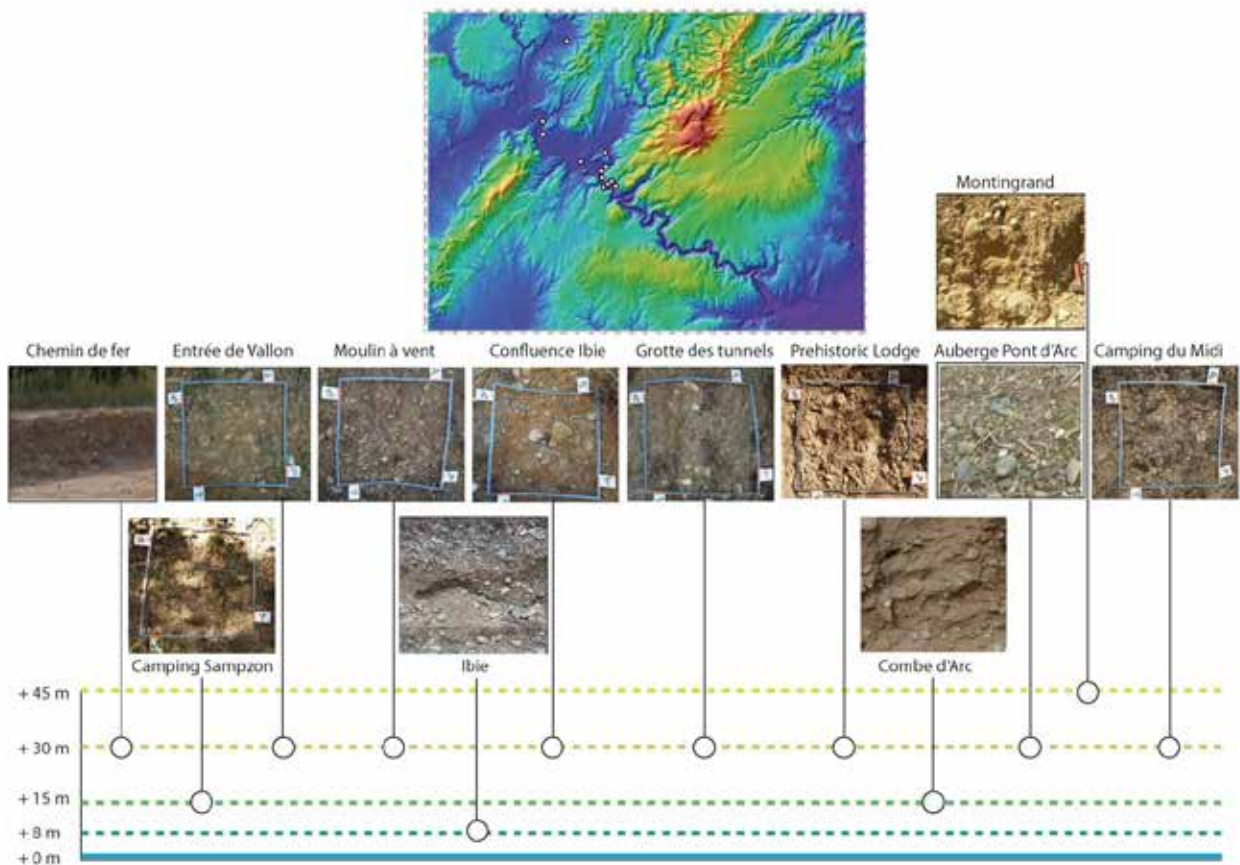 Montingrand
Chemin de fer
Entrée de Vallon
Moulin à vent
Confluence Ibie
Grotte des tunnels
Prehistoric Lodge
Auberge Pont d'Arc
Camping du Midi
Camping Sampzon
Ibie
Combe d'Arc
+ 45 m
+ 30 m
+ 15 m
+ 8 m
+ 0 m